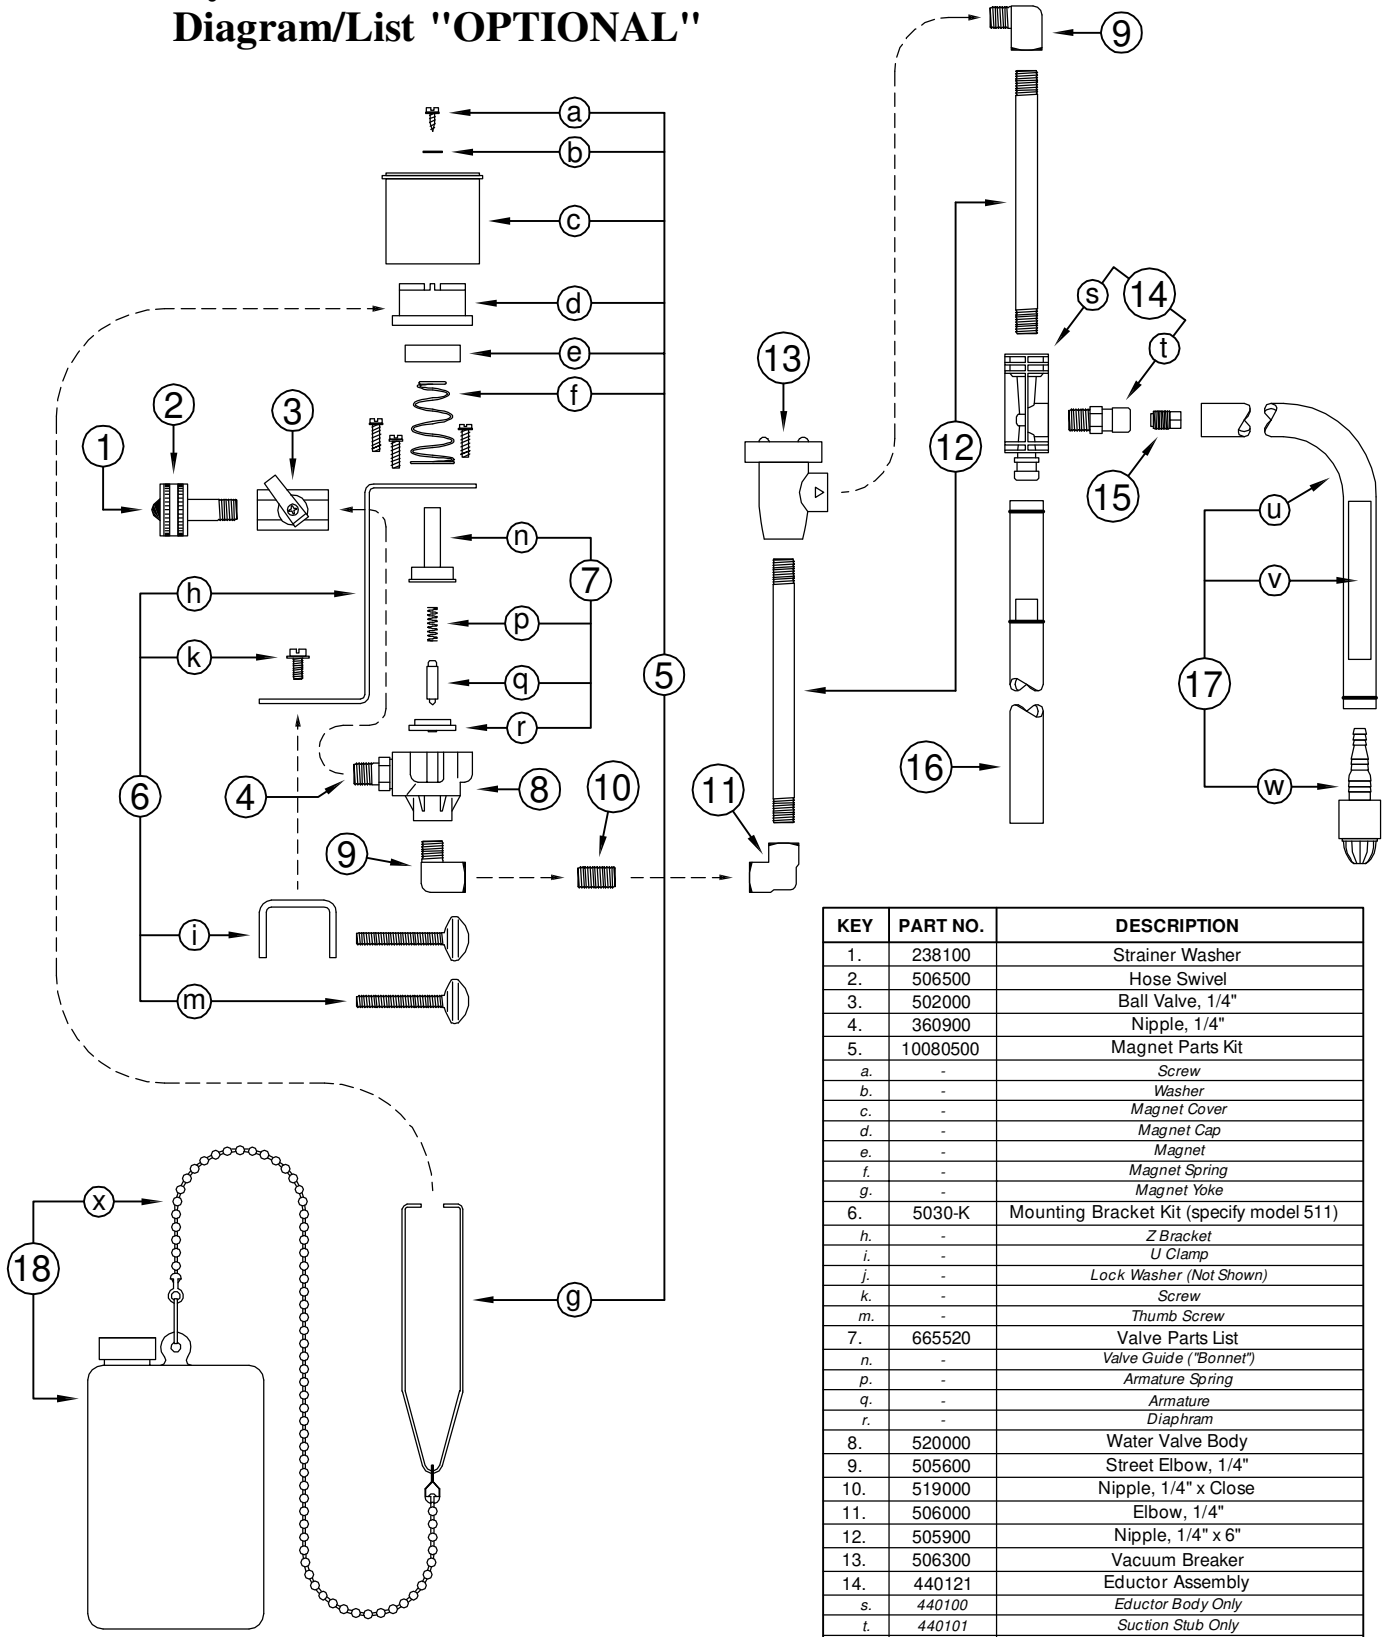 Diagram/List "OPTIONAL"
9
a
b
c
d
e
f
s
14
t
13
12
2
3
1
15
u
n
7
v
h
p
k
q
5
17
r
16
6
4
8
10
11
w
9
i
m
x
18
g
KEY PART NO. DESCRIPTION
1. 238100 Strainer Washer
2. 506500 Hose Swivel
3. 502000 Ball Valve, 1/4"
4. 360900 Nipple, 1/4"
5. 10080500 Magnet Parts Kit
a. - Screw
b. - Washer
c. - Magnet Cover
d. - Magnet Cap
e. - Magnet
f. - Magnet Spring
g. - Magnet Yoke
6. 5030-K Mounting Bracket Kit (specify model 511)
h. - Z Bracket
i. - U Clamp
j. - Lock Washer (Not Shown)
k. - Screw
m. - Thumb Screw
7. 665520 Valve Parts List
n. - Valve Guide ("Bonnet")
p. - Armature Spring
q. - Armature
r. - Diaphram
8. 520000 Water Valve Body
9. 505600 Street Elbow, 1/4"
10. 519000 Nipple, 1/4" x Close
11. 506000 Elbow, 1/4"
12. 505900 Nipple, 1/4" x 6"
13. 506300 Vacuum Breaker
14. 440121 Eductor Assembly
s. 440100 Eductor Body Only
t. 440101 Suction Stub Only